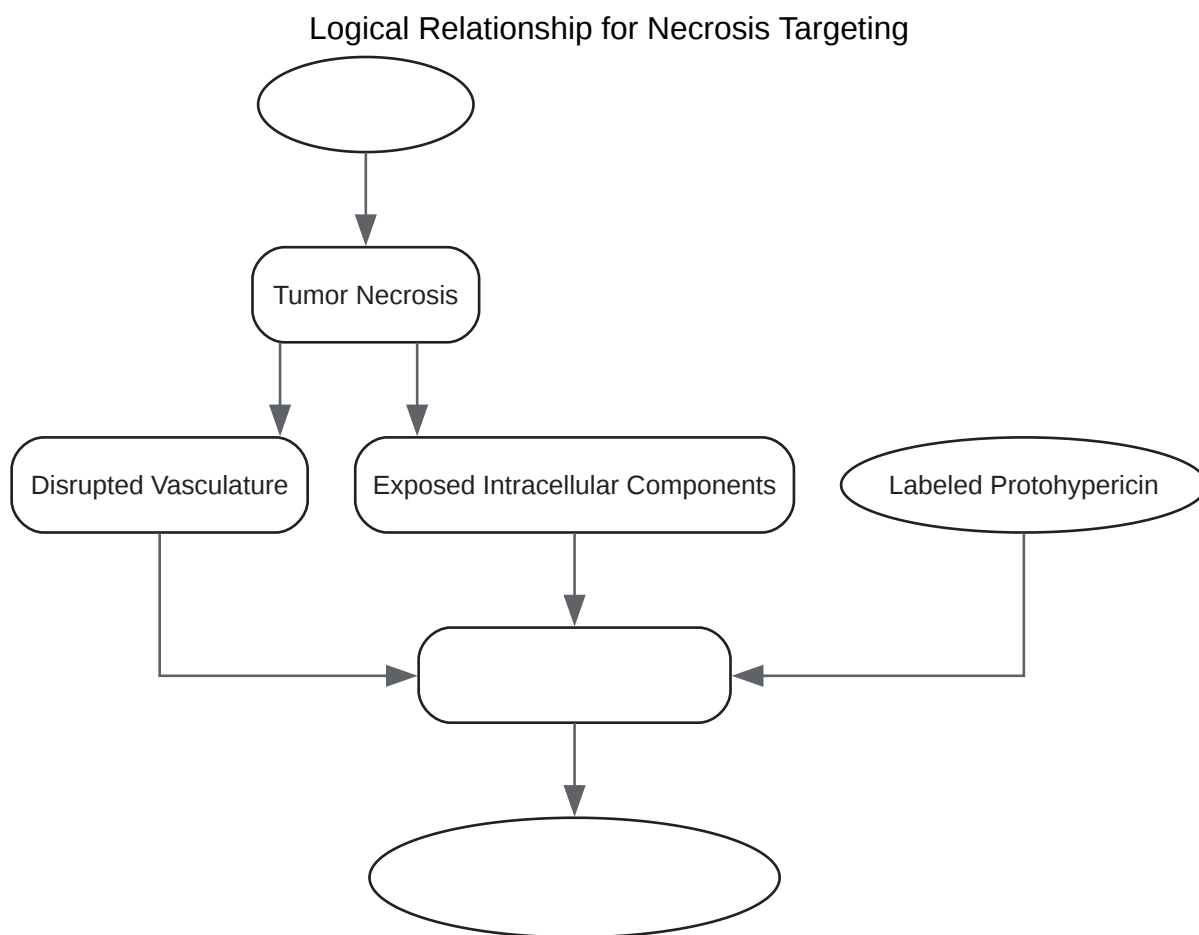 Logical Relationship for Necrosis Targeting
Tumor Necrosis
Disrupted Vasculature
Exposed Intracellular Components
Labeled Protohypericin